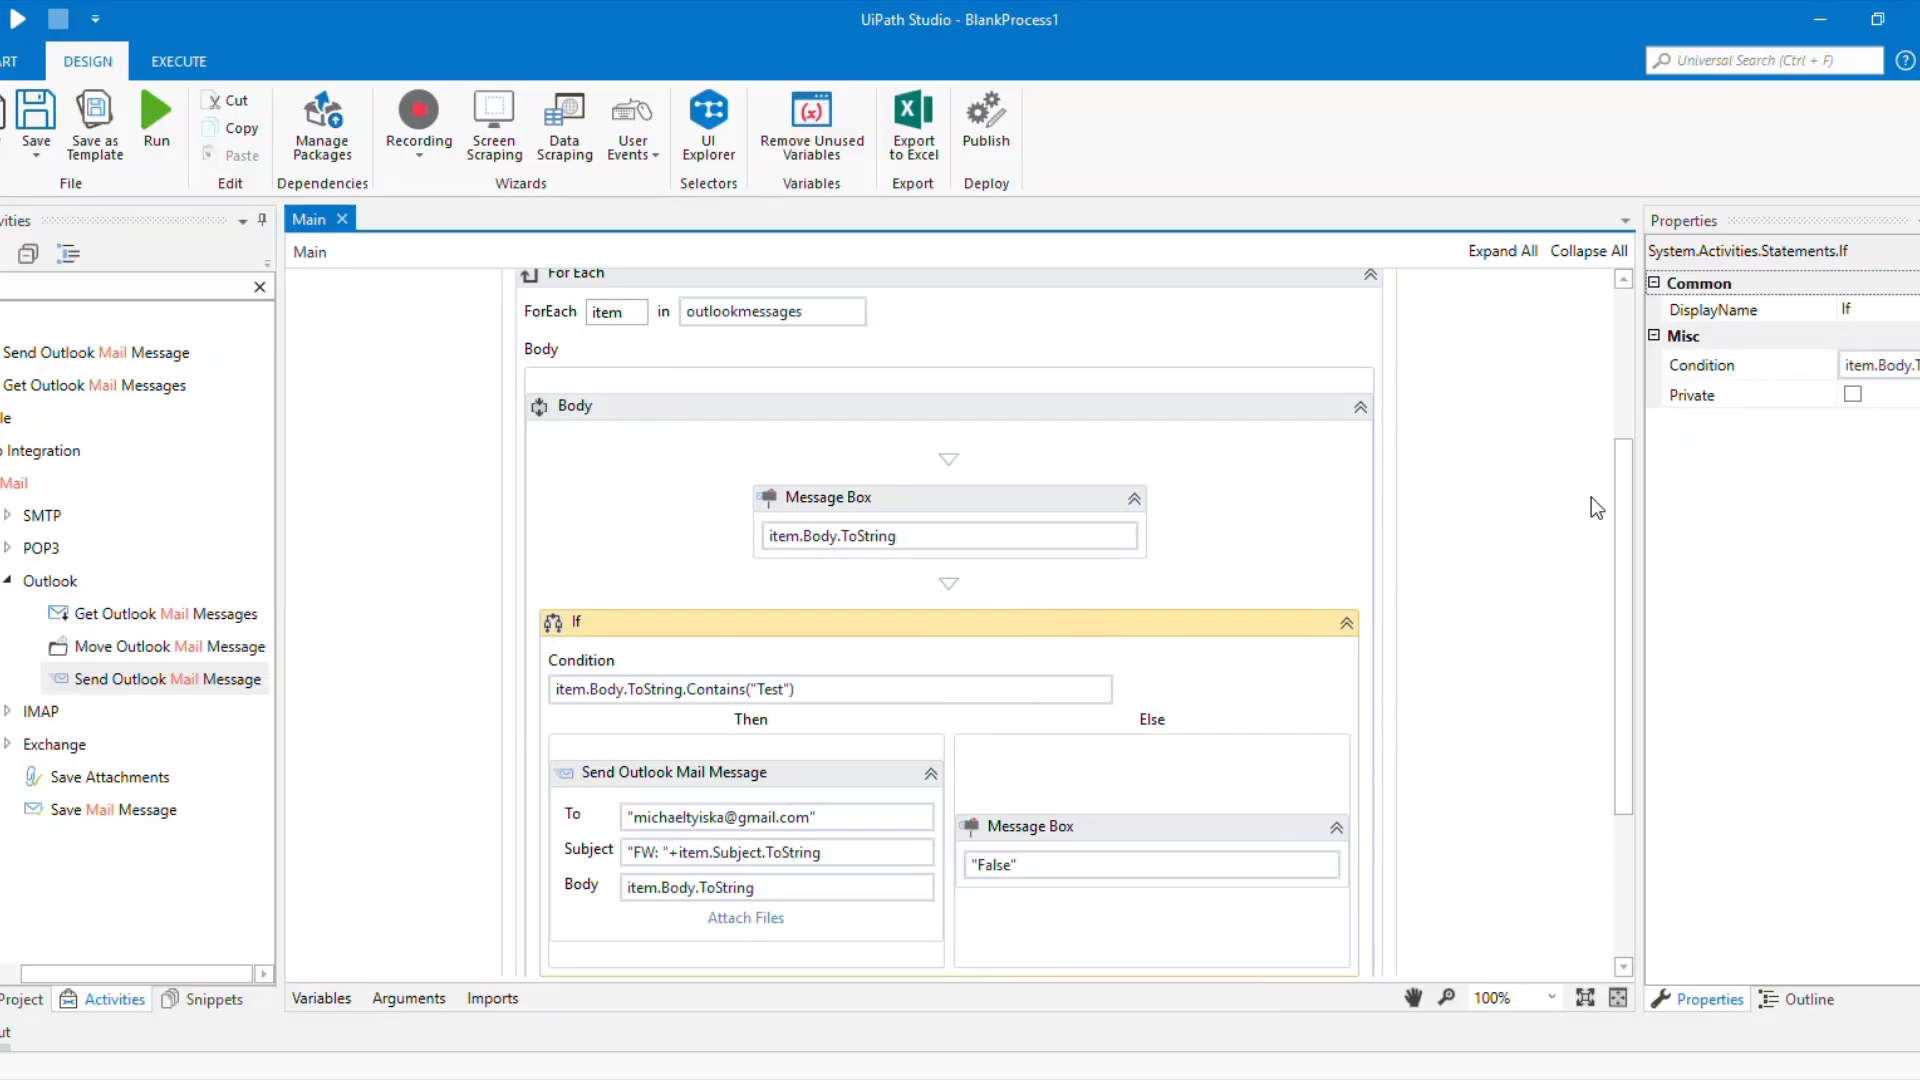 UiPath Studio - BlankProcess1
RT
DESIGN
EXECUTE
Universal Search (Ctrl + F)
?
Cut
Copy
Paste
Save
Save as Template
Run
Manage Packages
Recording
Screen Scraping
Data Scraping
User Events
UI Explorer
Remove Unused Variables
Export to Excel
Publish
File
Edit
Dependencies
Wizards
Selectors
Variables
Export
Deploy
vities
Send Outlook Mail Message
Get Outlook Mail Messages
le
Integration
Mail
SMTP
POP3
Outlook
Get Outlook Mail Messages
Move Outlook Mail Message
Send Outlook Mail Message
IMAP
Exchange
Save Attachments
Save Mail Message
Project
Activities
Snippets
ut
Main
Main
Expand All
Collapse All
For Each
ForEach item in outlookmessages
Body
Body
Message Box
item.Body.ToString
If
Condition
item.Body.ToString.Contains("Test")
Then
Else
Send Outlook Mail Message
To "michaeltyiska@gmail.com"
Subject "FW: "+item.Subject.ToString
Body item.Body.ToString
Attach Files
Message Box
"False"
Variables
Arguments
Imports
100%
Properties
System.Activities.Statements.If
Common
DisplayName If
Misc
Condition item.Body.T
Private
Properties
Outline